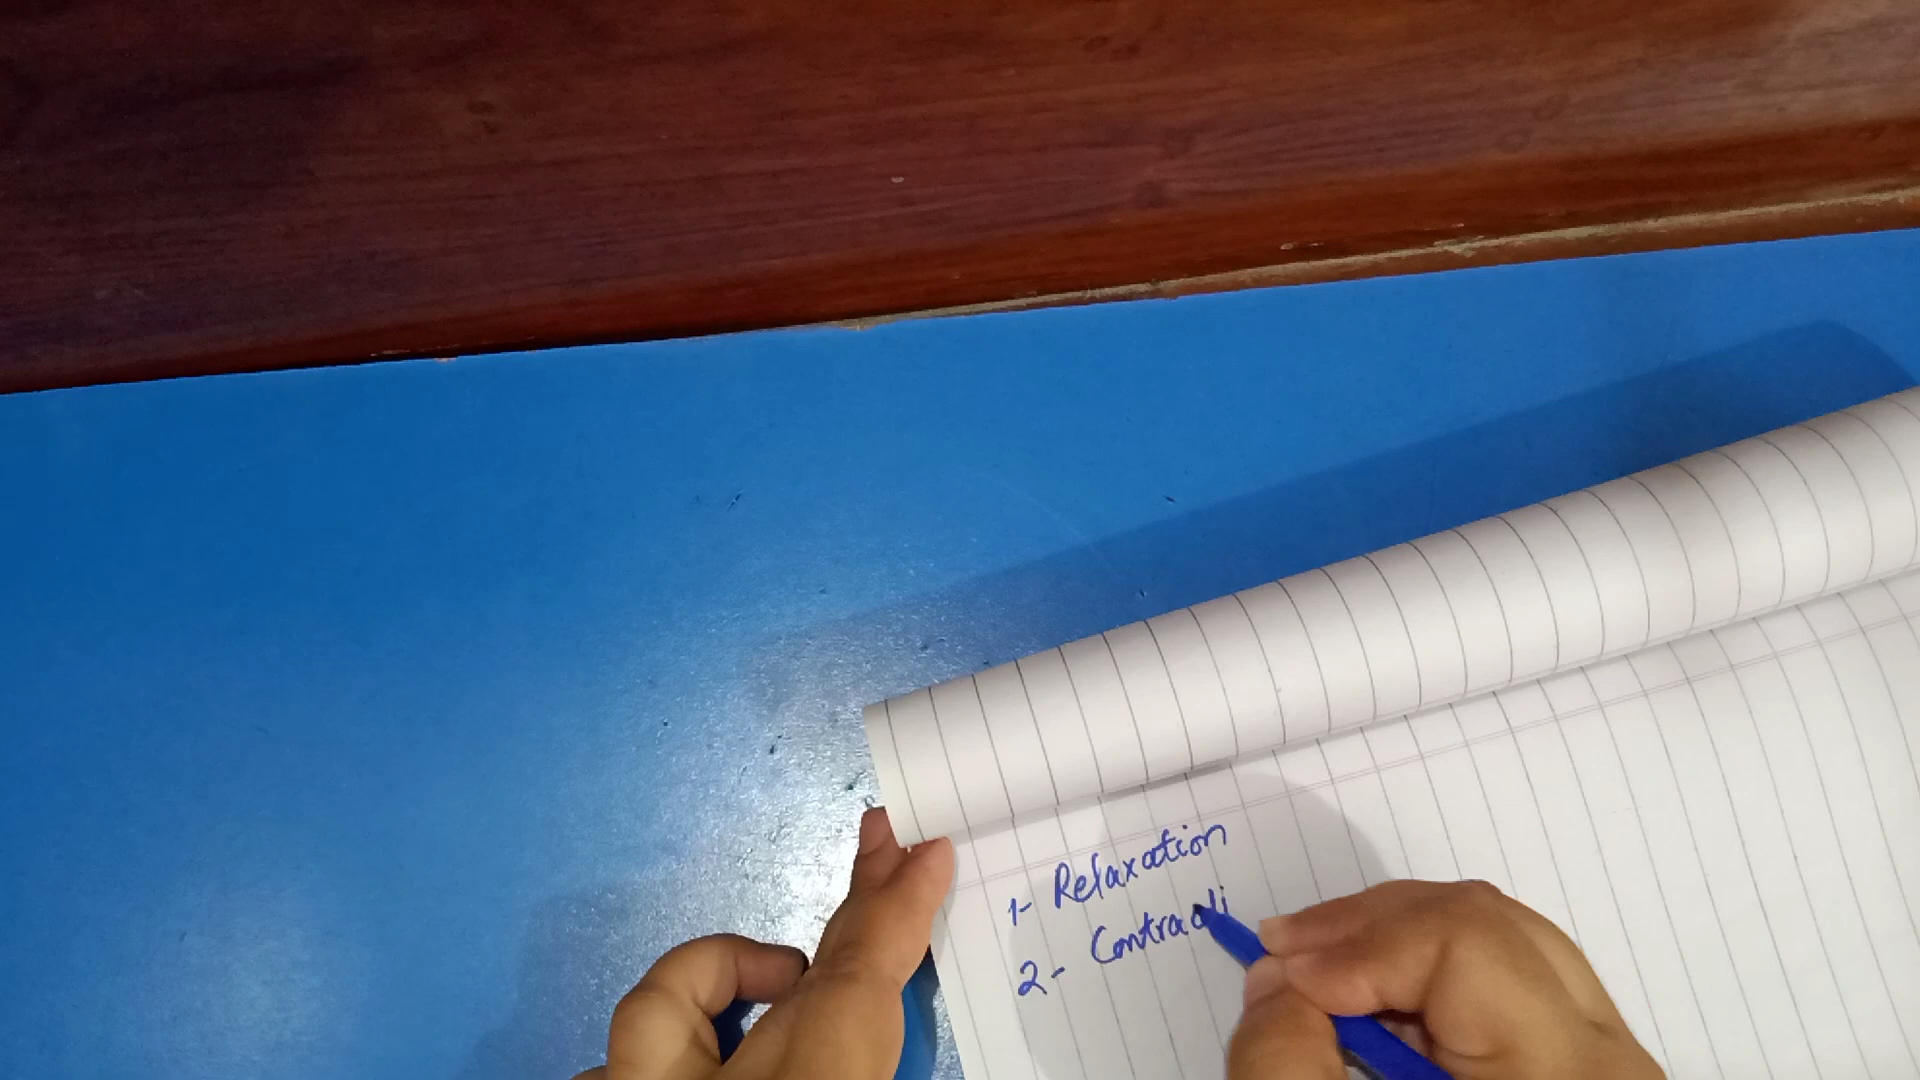 1- Relaxation
2- Contracti